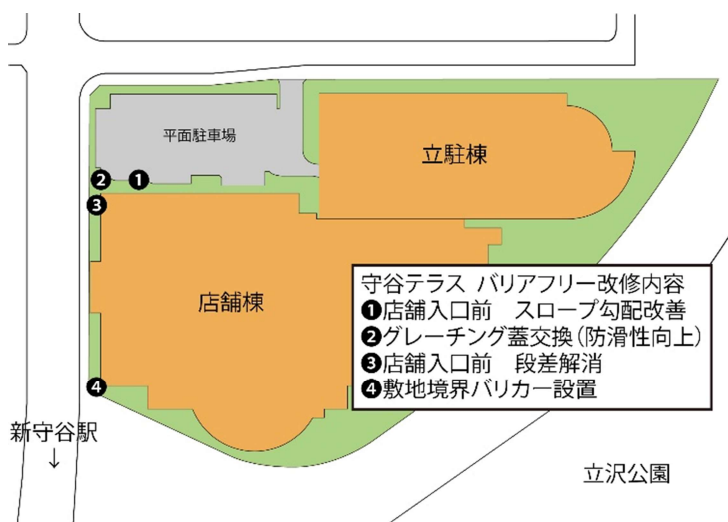 平面駐車場
立駐棟
❷ ❶
❸
店舗棟
守谷テラス バリアフリー改修内容
❶店舗入口前　スロープ勾配改善
❷グレーチング蓋交換(防滑性向上)
❸店舗入口前　段差解消
❹敷地境界バリカー設置
❹
新守谷駅
↓
立沢公園